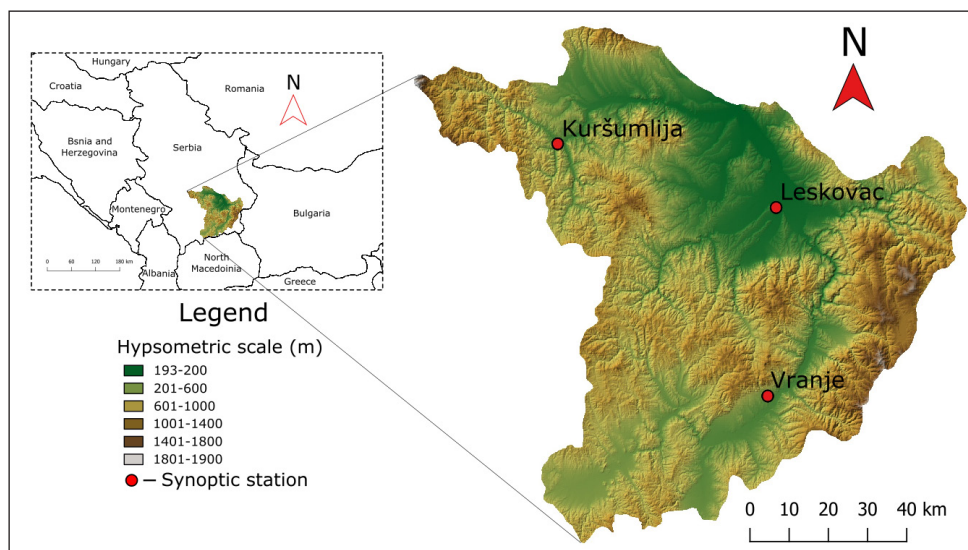 Hungary
N
Croatia
Romania
Bsnia and
Herzegovina
Serbia
Montenegro
Bulgaria
North
Macedoinia
Albania
Greece
0 60 120 180 km
Legend
Hypsometric scale (m)
193-200
201-600
601-1000
1001-1400
1401-1800
1801-1900
– Synoptic station
N
Kuršumlija
Leskovac
Vranje
0 10 20 30 40 km